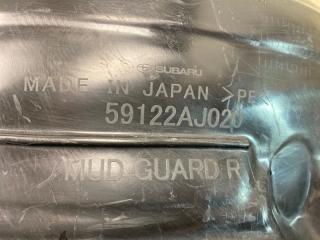 SUBARU
MADE IN JAPAN >PE
59122AJ020
MUD GUARD R